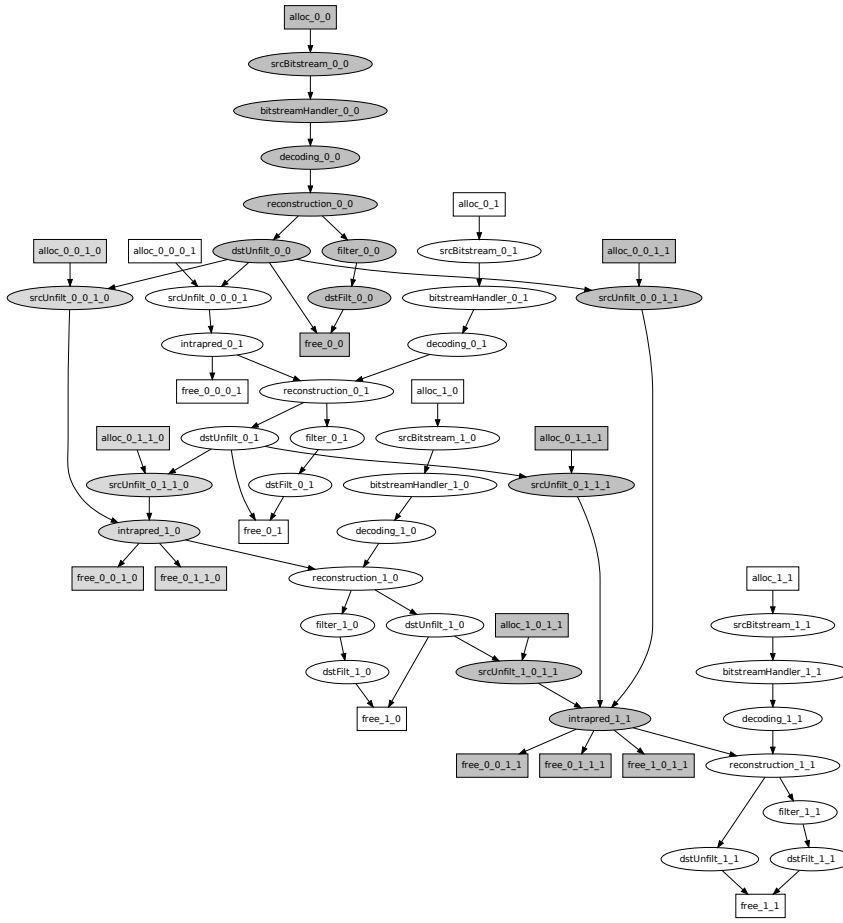 alloc_0_0
srcBitstream_0_0
bitstreamHandler_0_0
decoding_0_0
reconstruction_0_0
alloc_0_1
alloc_0_0_1_0
alloc_0_0_0_1
dstUnfilt_0_0
filter_0_0
srcBitstream_0_1
alloc_0_0_1_1
srcUnfilt_0_0_1_0
srcUnfilt_0_0_0_1
dstFilt_0_0
bitstreamHandler_0_1
srcUnfilt_0_0_1_1
intrapred_0_1
free_0_0
decoding_0_1
free_0_0_0_1
reconstruction_0_1
alloc_1_0
alloc_0_1_1_0
dstUnfilt_0_1
filter_0_1
srcBitstream_1_0
alloc_0_1_1_1
srcUnfilt_0_1_1_0
dstFilt_0_1
bitstreamHandler_1_0
srcUnfilt_0_1_1_1
intrapred_1_0
free_0_1
decoding_1_0
free_0_0_1_0
free_0_1_1_0
reconstruction_1_0
alloc_1_1
filter_1_0
dstUnfilt_1_0
alloc_1_0_1_1
srcBitstream_1_1
dstFilt_1_0
srcUnfilt_1_0_1_1
bitstreamHandler_1_1
free_1_0
intrapred_1_1
decoding_1_1
free_0_0_1_1
free_0_1_1_1
free_1_0_1_1
reconstruction_1_1
filter_1_1
dstUnfilt_1_1
dstFilt_1_1
free_1_1